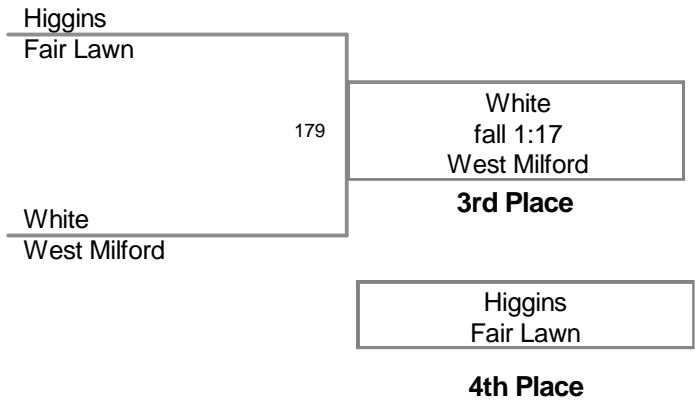 Higgins
Fair Lawn
179
White
fall 1:17
West Milford
3rd Place
White
West Milford
Higgins
Fair Lawn
4th Place